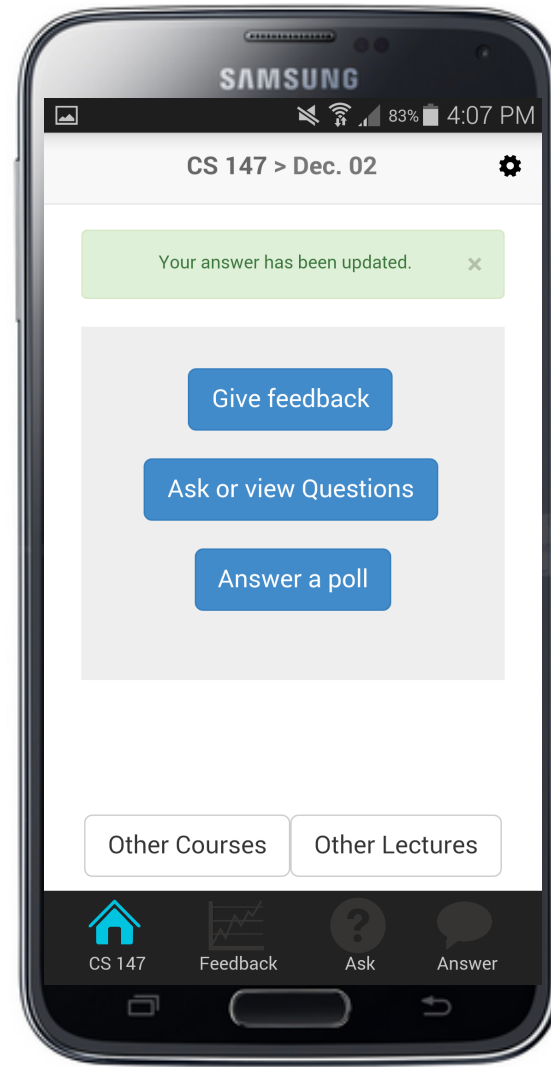 SAMSUNG
83% 4:07 PM
CS 147 > Dec. 02
Your answer has been updated. ×
Give feedback
Ask or view Questions
Answer a poll
Other Courses Other Lectures
CS 147 Feedback Ask Answer